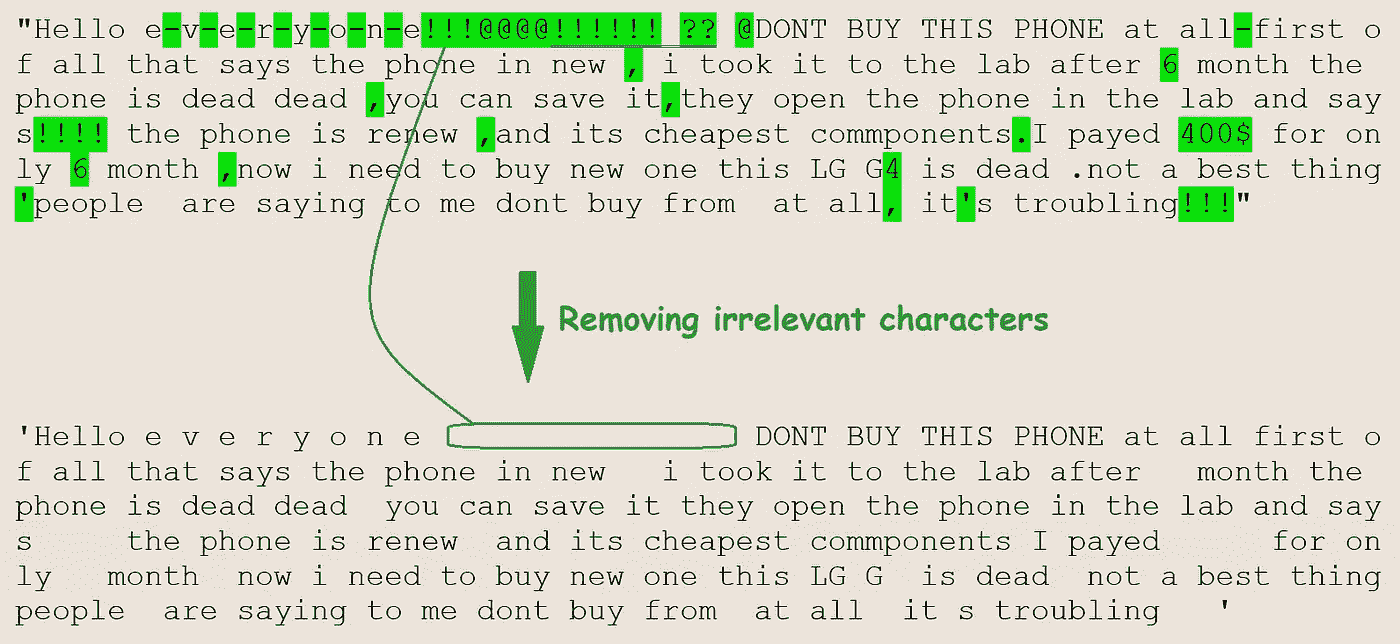 "Hello e-v-e-r-y-o-n-e!!!@@@@!!!!!! ?? @DONT BUY THIS PHONE at all-first o
f all that says the phone in new , i took it to the lab after 6 month the
phone is dead dead ,you can save it,they open the phone in the lab and say
s!!!! the phone is renew ,and its cheapest commponents.I payed 400$ for on
ly 6 month ,now i need to buy new one this LG G4 is dead .not a best thing
'people  are saying to me dont buy from  at all, it's troubling!!!"
Removing irrelevant characters
'Hello e v e r y o n e                  DONT BUY THIS PHONE at all first o
f all that says the phone in new   i took it to the lab after   month the
phone is dead dead  you can save it they open the phone in the lab and say
s     the phone is renew  and its cheapest commponents I payed      for on
ly   month  now i need to buy new one this LG G  is dead  not a best thing
people  are saying to me dont buy from  at all  it s troubling   '